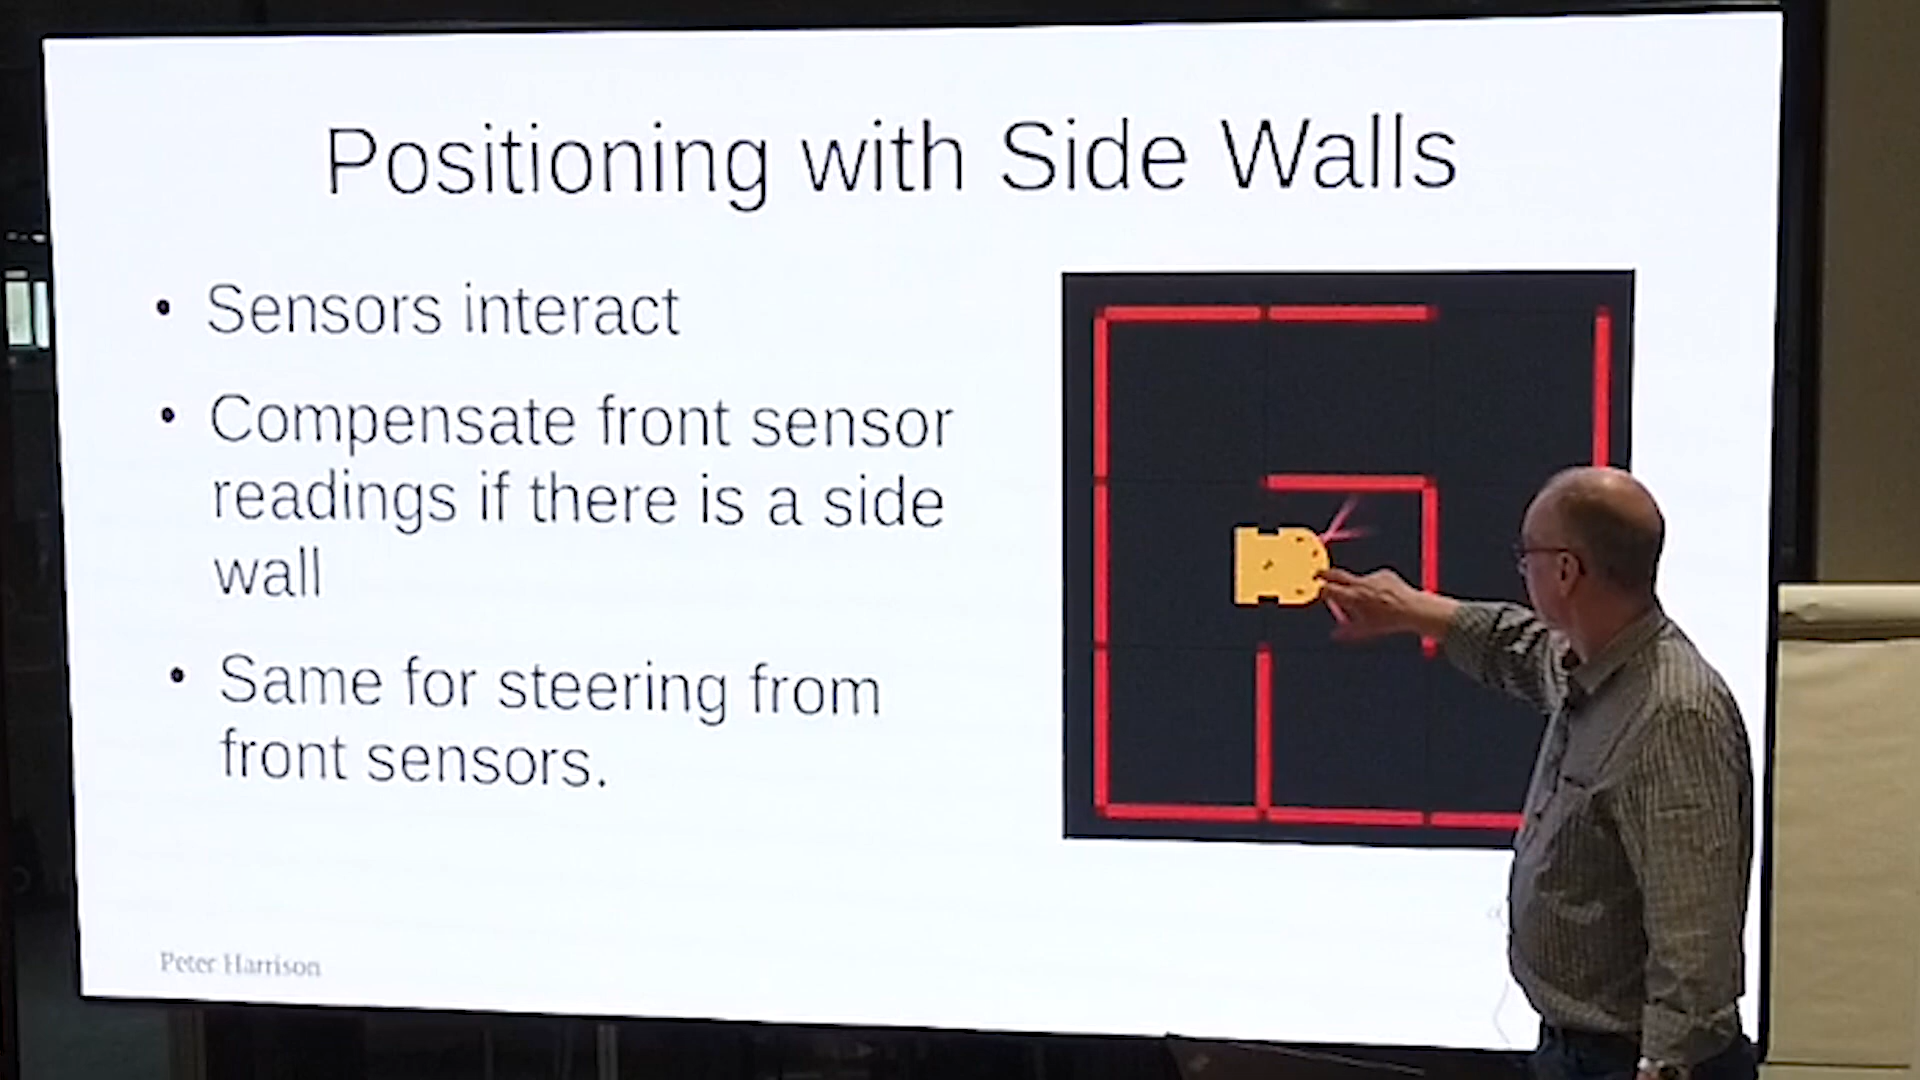 Positioning with Side Walls
• Sensors interact
• Compensate front sensor
readings if there is a side
wall
• Same for steering from
front sensors.
Peter Harrison